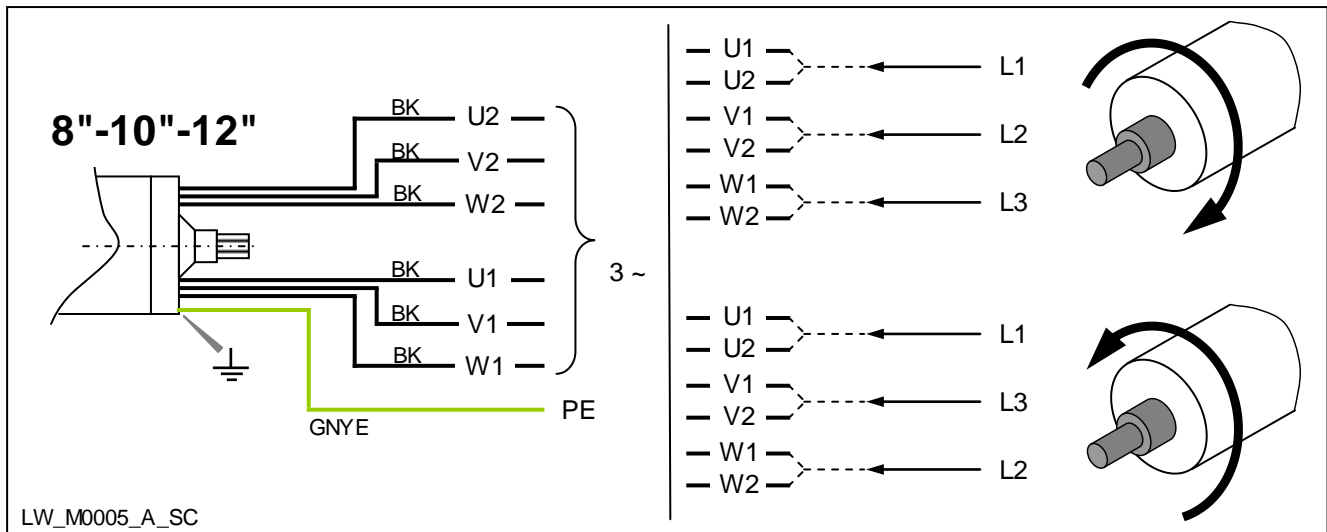 8"-10"-12"
BK U2
BK V2
BK W2
BK U1
BK V1
BK W1
3 ~
PE
GNYE
LW_M0005_A_SC
U1
U2
L1
V1
V2
L2
W1
W2
L3
U1
U2
L1
V1
V2
L3
W1
W2
L2